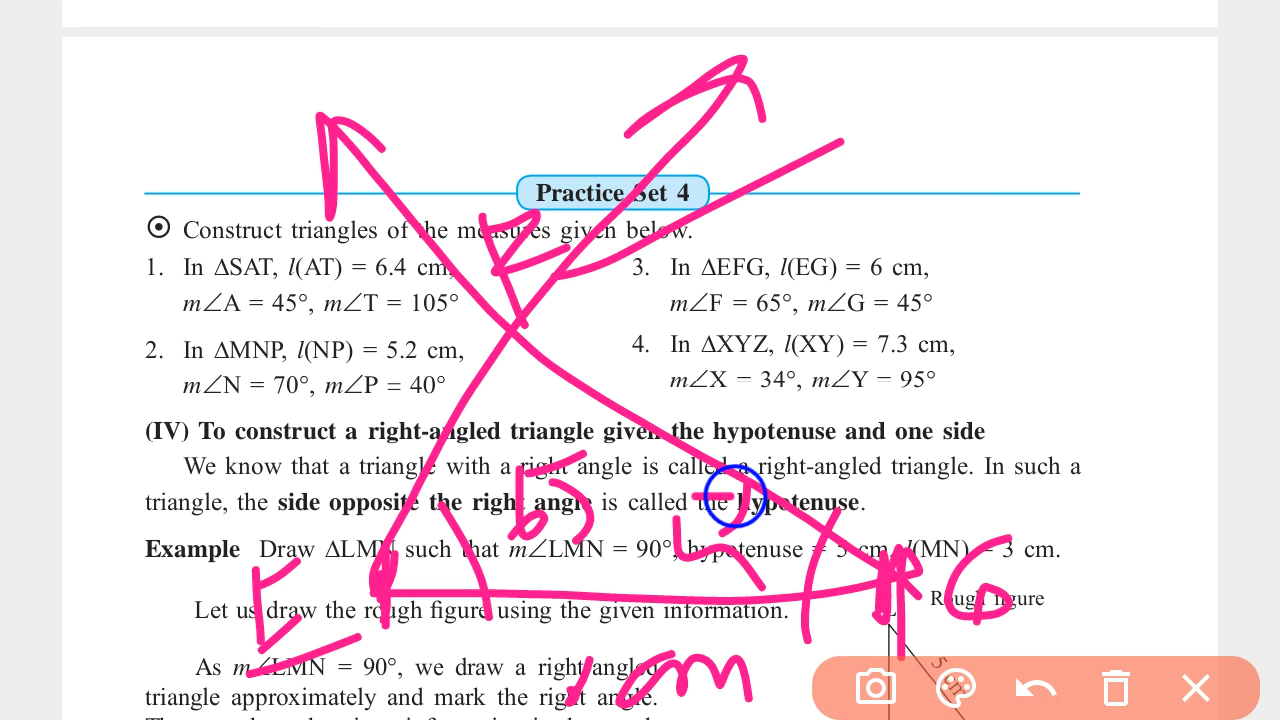 Practice Set 4
Construct triangles of the measures given below.
1. In ΔSAT, l(AT) = 6.4 cm,
m∠A = 45°, m∠T = 105°
2. In ΔMNP, l(NP) = 5.2 cm,
m∠N = 70°, m∠P = 40°
3. In ΔEFG, l(EG) = 6 cm,
m∠F = 65°, m∠G = 45°
4. In ΔXYZ, l(XY) = 7.3 cm,
m∠X = 34°, m∠Y = 95°
(IV) To construct a right-angled triangle given the hypotenuse and one side
We know that a triangle with a right angle is called a right-angled triangle. In such a
triangle, the side opposite the right angle is called the hypotenuse.
Example Draw ΔLMN such that m∠LMN = 90°, hypotenuse = 5 cm, l(MN) = 3 cm.
Let us draw the rough figure using the given information.
Rough figure
As m∠LMN = 90°, we draw a right angled
triangle approximately and mark the right angle.
5 cm
F
65
E
G
cm